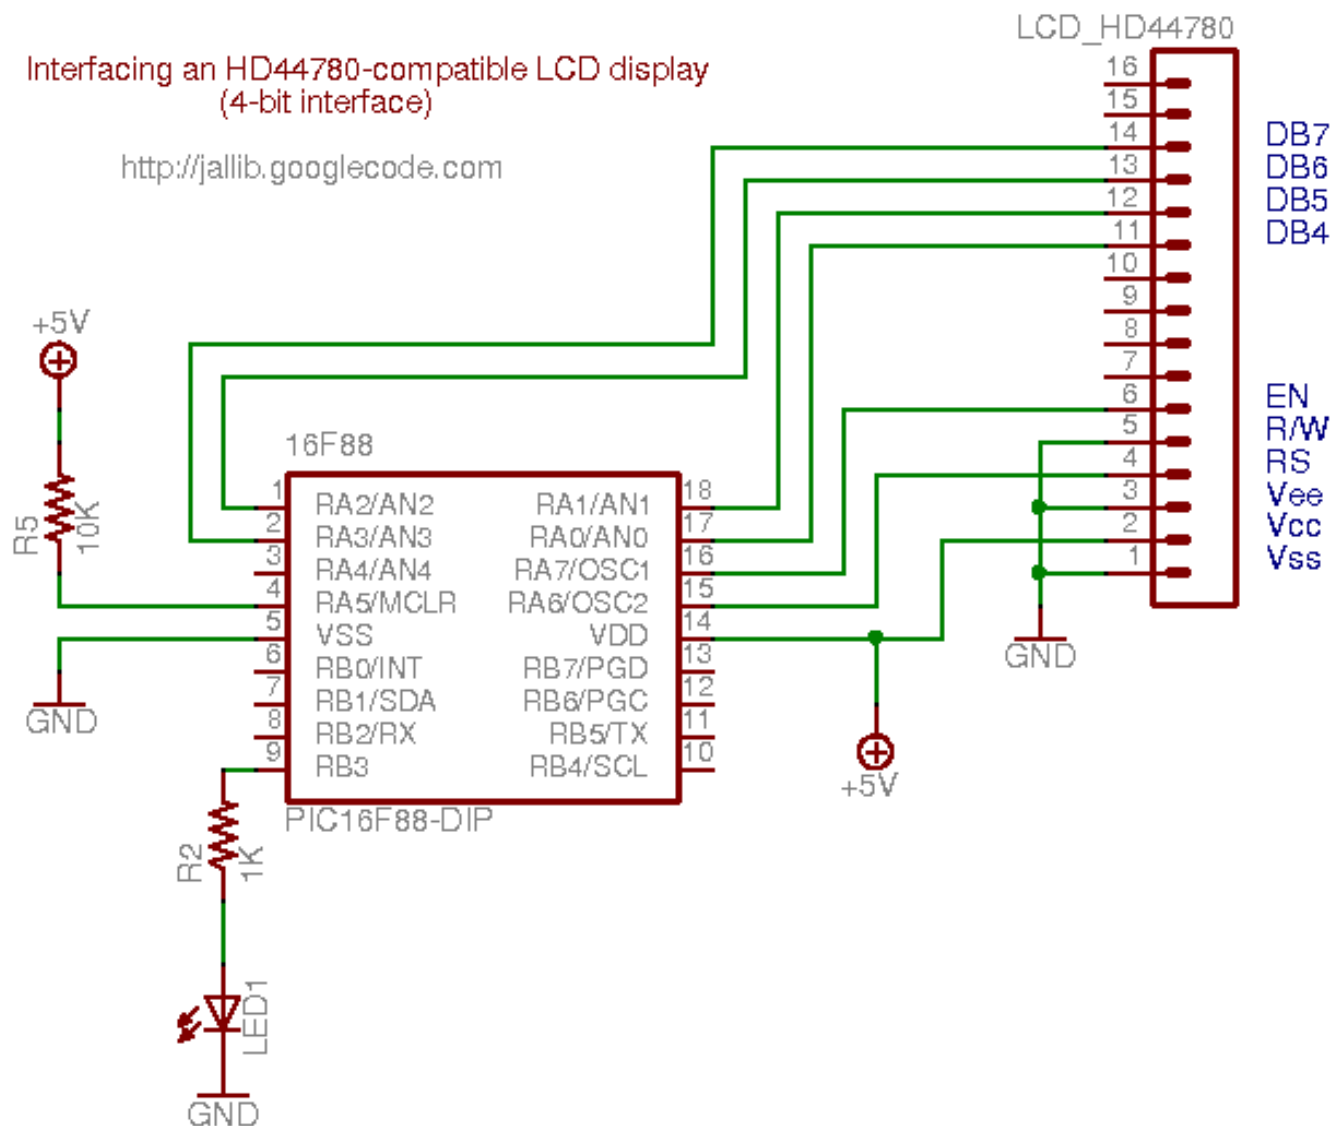 LCD_HD44780
Interfacing an HD44780-compatible LCD display
(4-bit interface)
http://jallib.googlecode.com
16
15
14 DB7
13 DB6
12 DB5
11 DB4
10
9
8
7
6 EN
5 R/W
4 RS
3 Vee
2 Vcc
1 Vss
GND
+5V
R5
10K
GND
16F88
1 RA2/AN2 RA1/AN1 18
2 RA3/AN3 RA0/AN0 17
3 RA4/AN4 RA7/OSC1 16
4 RA5/MCLR RA6/OSC2 15
5 VSS VDD 14
6 RB0/INT RB7/PGD 13
7 RB1/SDA RB6/PGC 12
8 RB2/RX RB5/TX 11
9 RB3 RB4/SCL 10
PIC16F88-DIP
+5V
R2
1K
LED1
GND